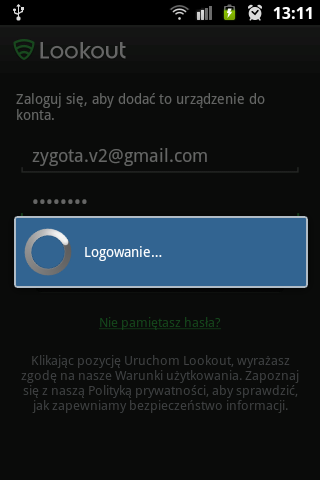 13:11
Lookout
Zaloguj się, aby dodać to urządzenie do
konta.
zygota.v2@gmail.com
••••••••
Logowanie...
Nie pamiętasz hasła?
Klikając pozycję Uruchom Lookout, wyrażasz
zgodę na nasze Warunki użytkowania. Zapoznaj
się z naszą Polityką prywatności, aby sprawdzić,
jak zapewniamy bezpieczeństwo informacji.